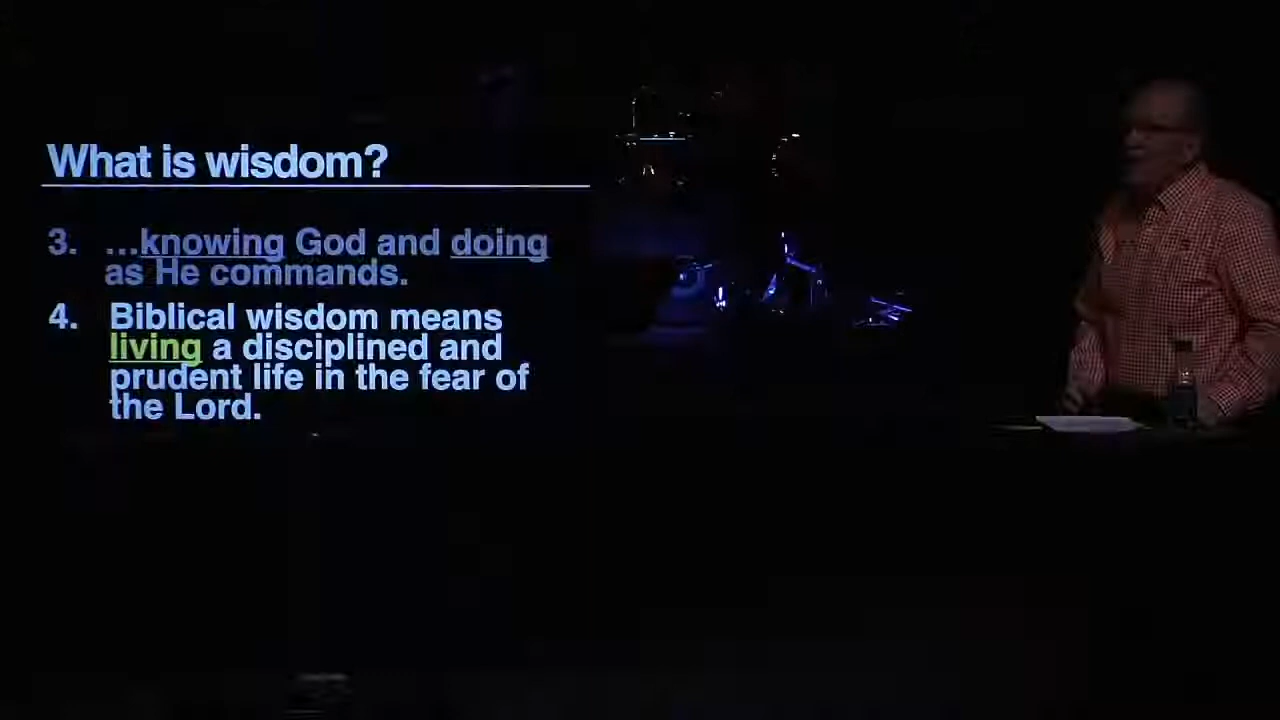 What is wisdom?
3. ...knowing God and doing
as He commands.
4. Biblical wisdom means
living a disciplined and
prudent life in the fear of
the Lord.